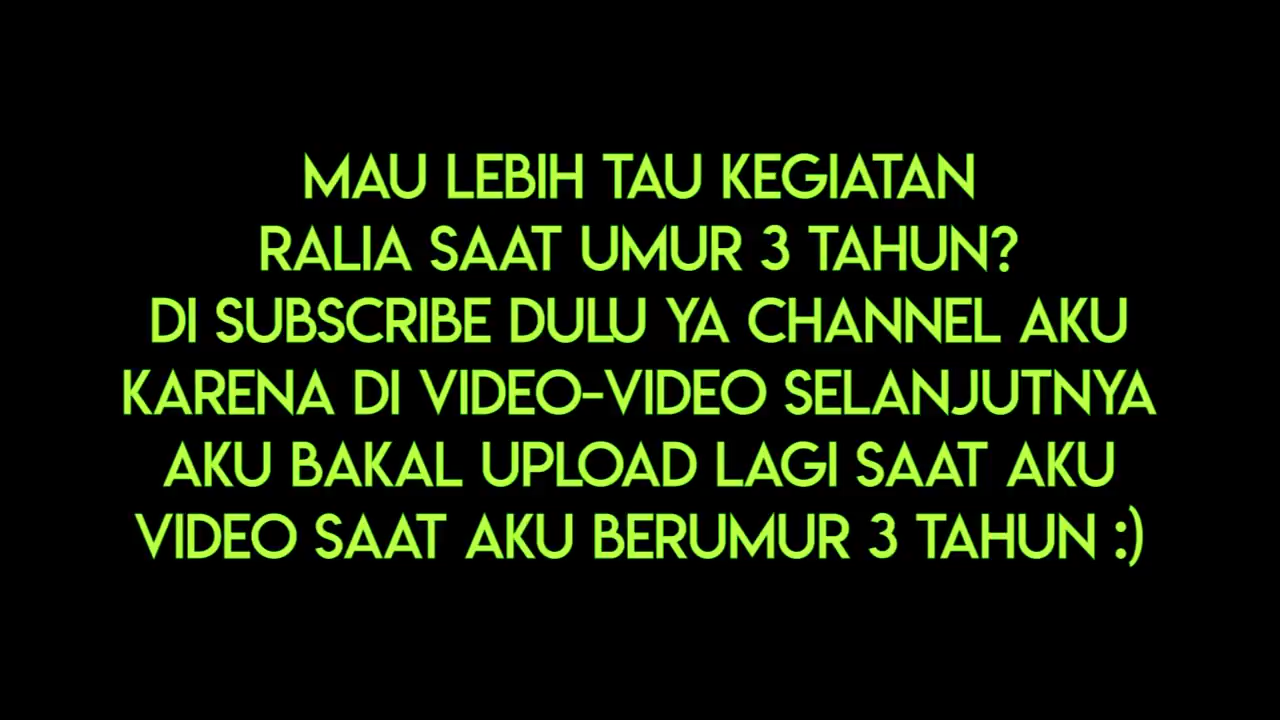 MAU LEBIH TAU KEGIATAN
RALIA SAAT UMUR 3 TAHUN?
DI SUBSCRIBE DULU YA CHANNEL AKU
KARENA DI VIDEO-VIDEO SELANJUTNYA
AKU BAKAL UPLOAD LAGI SAAT AKU
VIDEO SAAT AKU BERUMUR 3 TAHUN :)